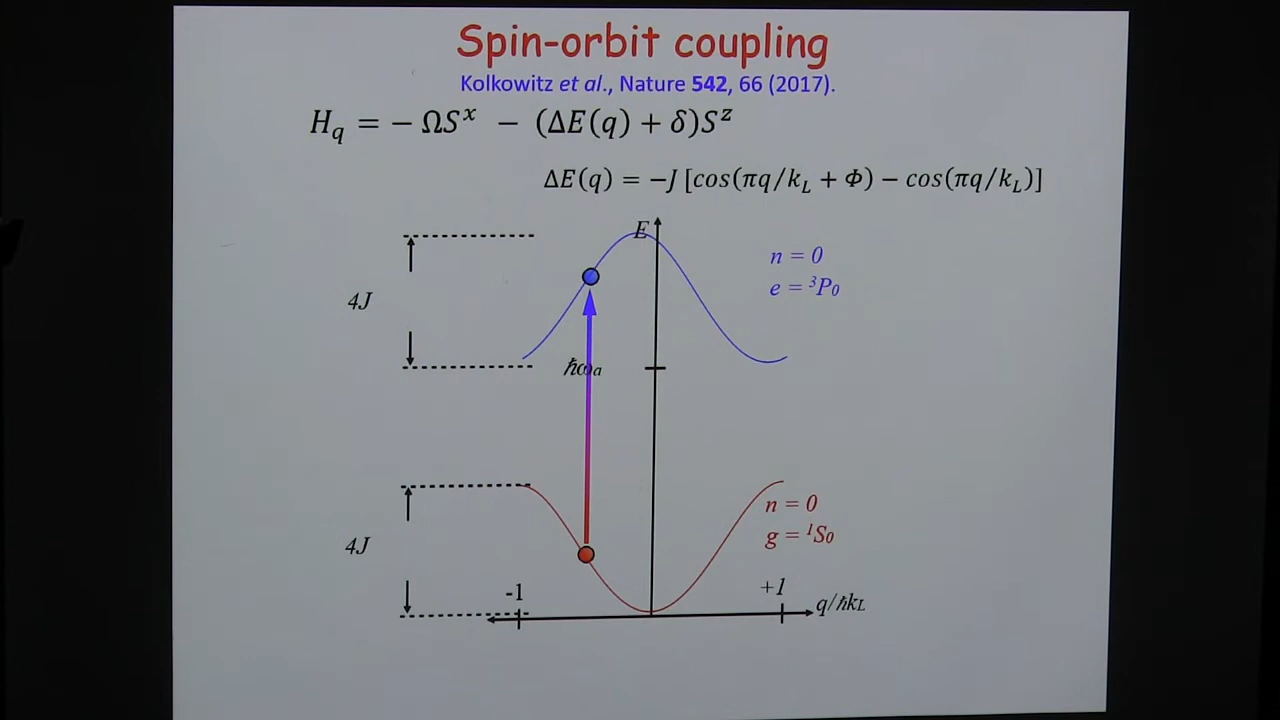 Spin-orbit coupling
Kolkowitz et al., Nature 542, 66 (2017).
H_q = − ΩS^x − (ΔE(q) + δ)S^z
ΔE(q) = −J [cos(πq/k_L + Φ) − cos(πq/k_L)]
E
n = 0
e = ³P₀
4J
ħω_a
n = 0
g = ¹S₀
4J
-1
+1
q/ħk_L